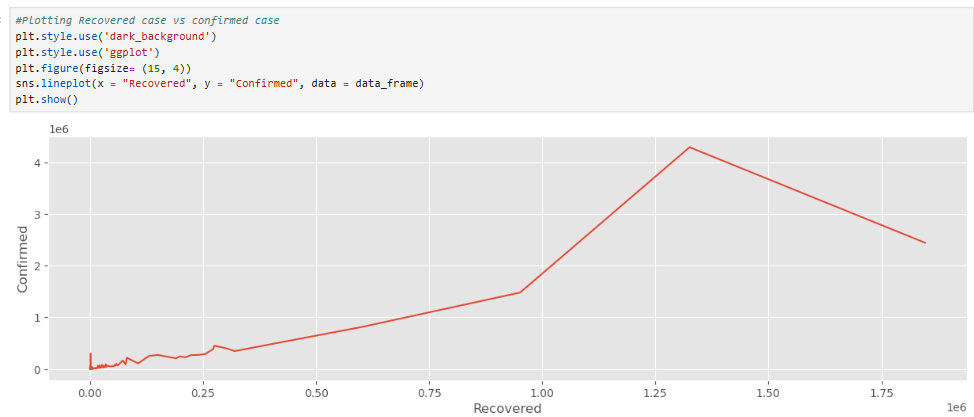 #Plotting Recovered case vs confirmed case
plt.style.use('dark_background')
plt.style.use('ggplot')
plt.figure(figsize= (15, 4))
sns.lineplot(x = "Recovered", y = "Confirmed", data = data_frame)
plt.show()
1e6
4
3
2
1
0
Confirmed
0.00 0.25 0.50 0.75 1.00 1.25 1.50 1.75
1e6
Recovered